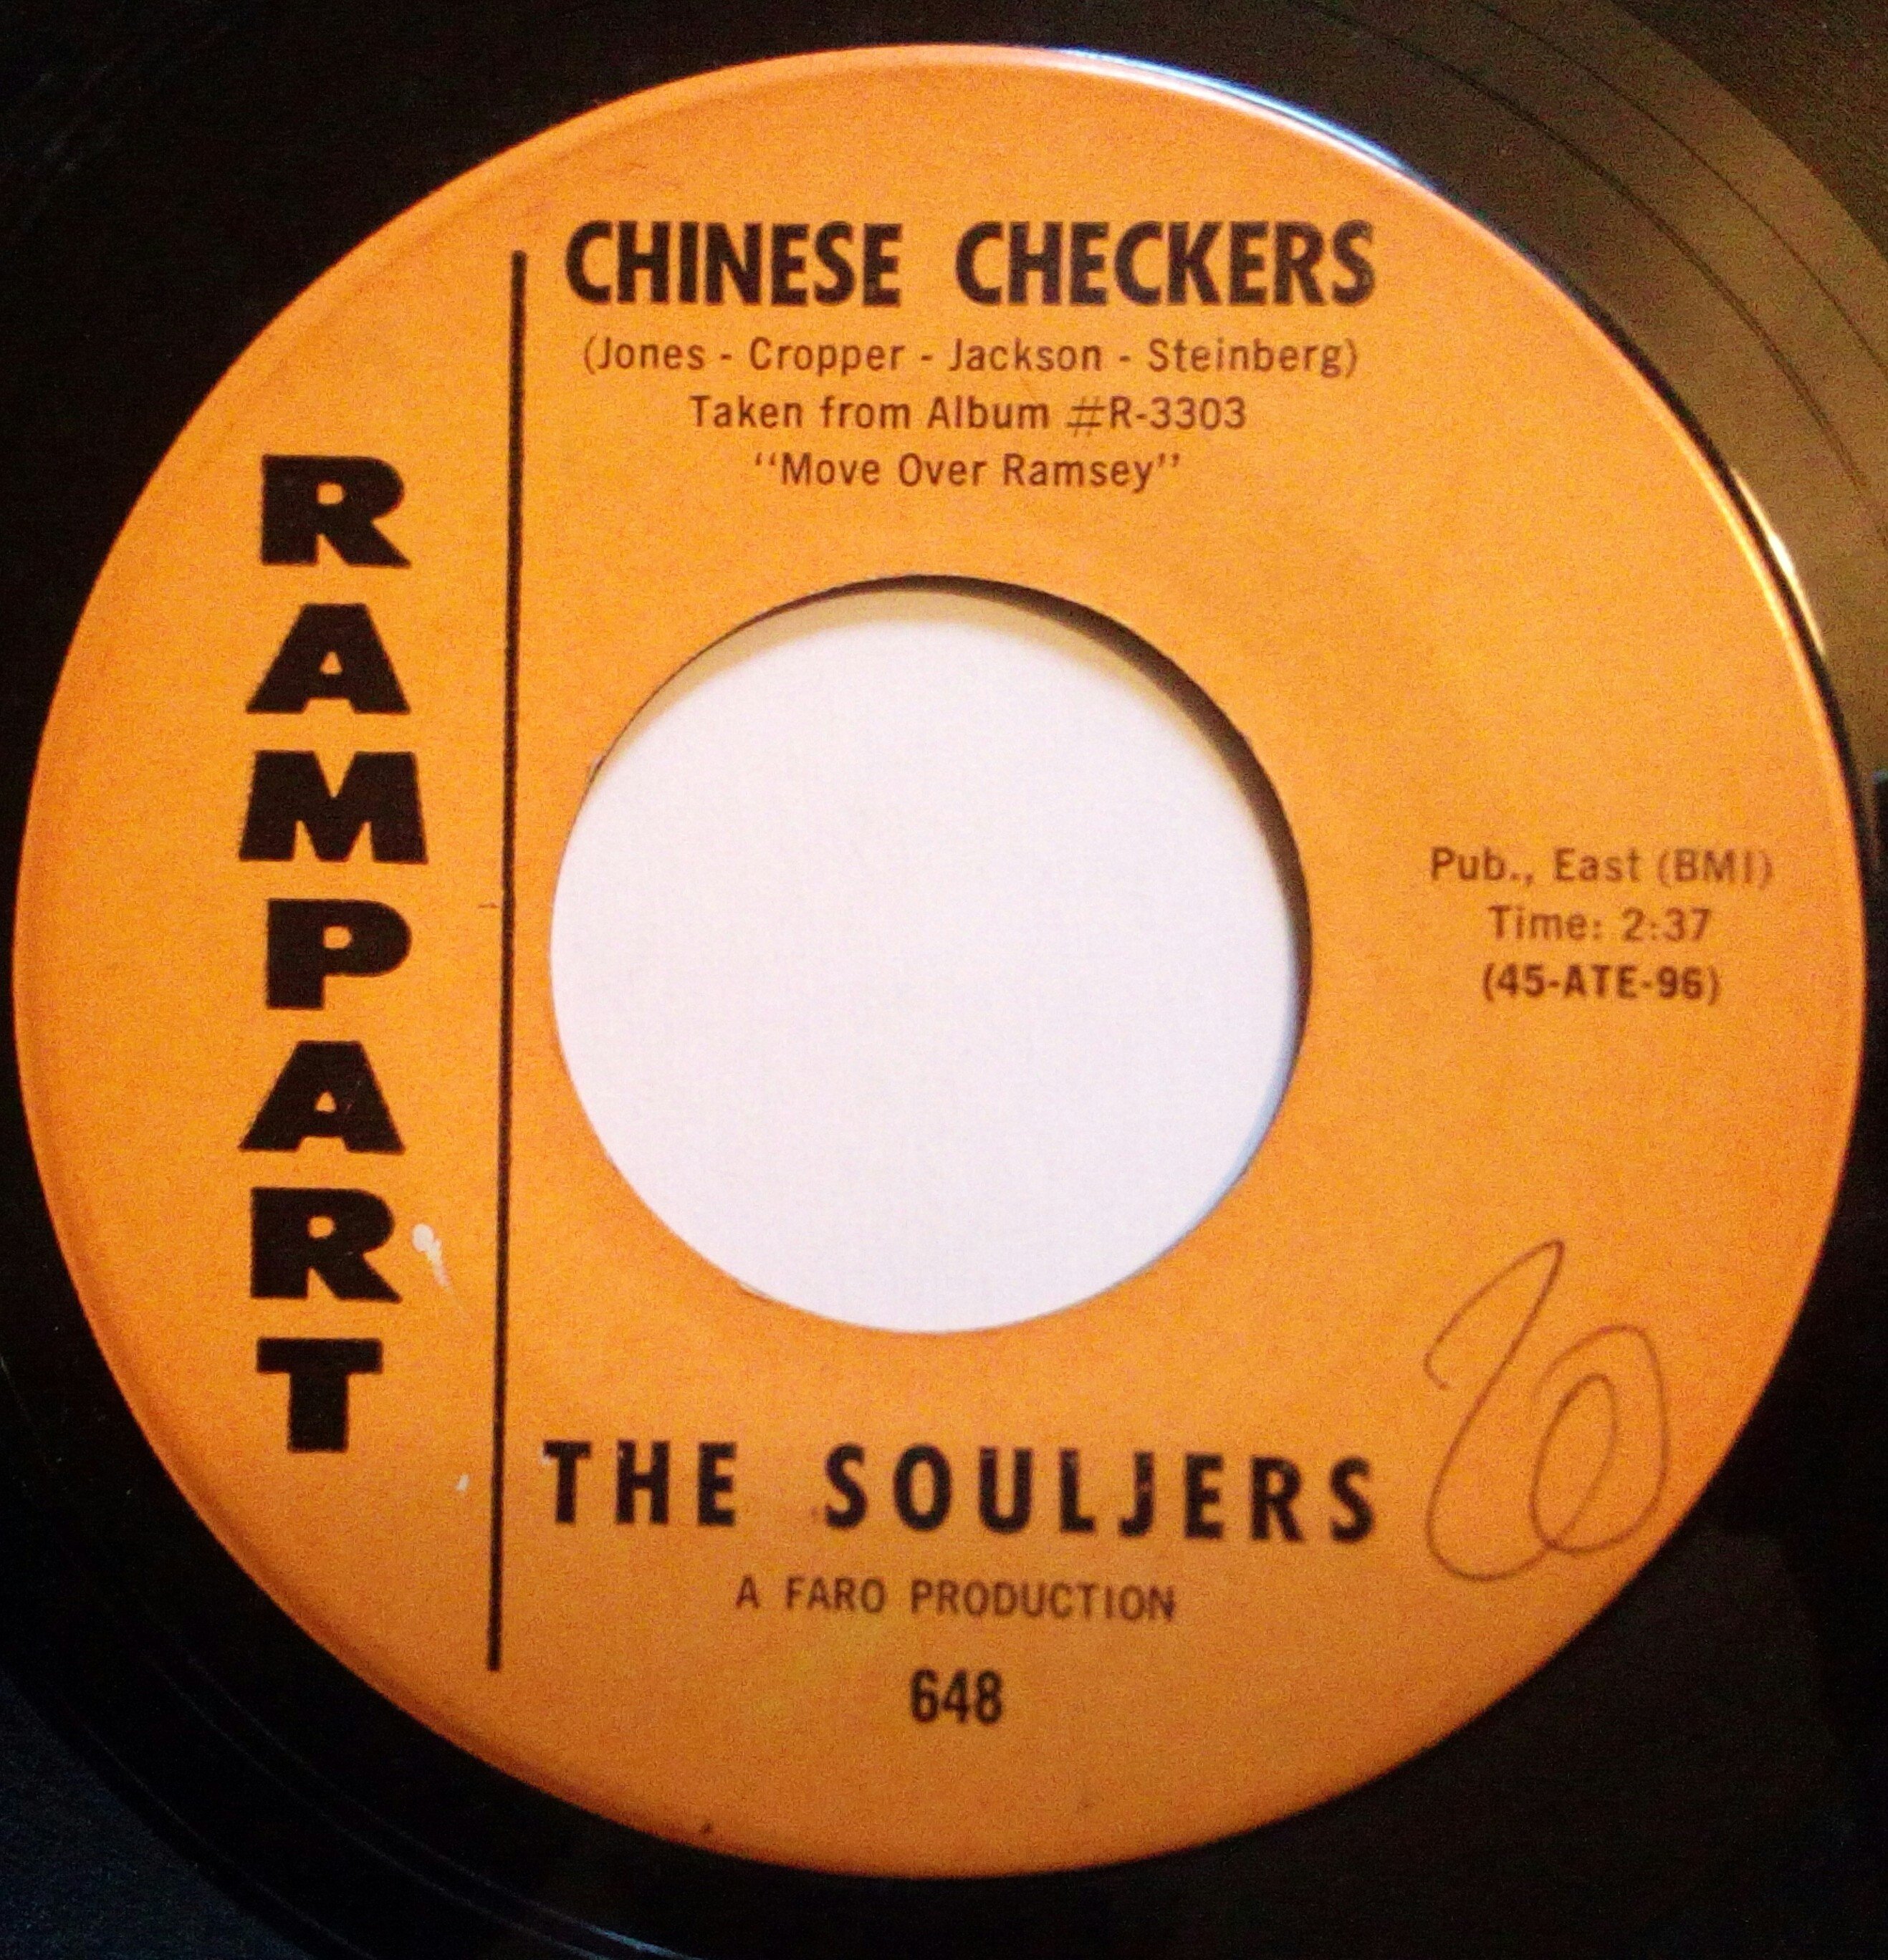 RAMPART
CHINESE CHECKERS
(Jones - Cropper - Jackson - Steinberg)
Taken from Album #R-3303
"Move Over Ramsey"
Pub., East (BMI)
Time: 2:37
(45-ATE-96)
THE SOULJERS
A FARO PRODUCTION
648